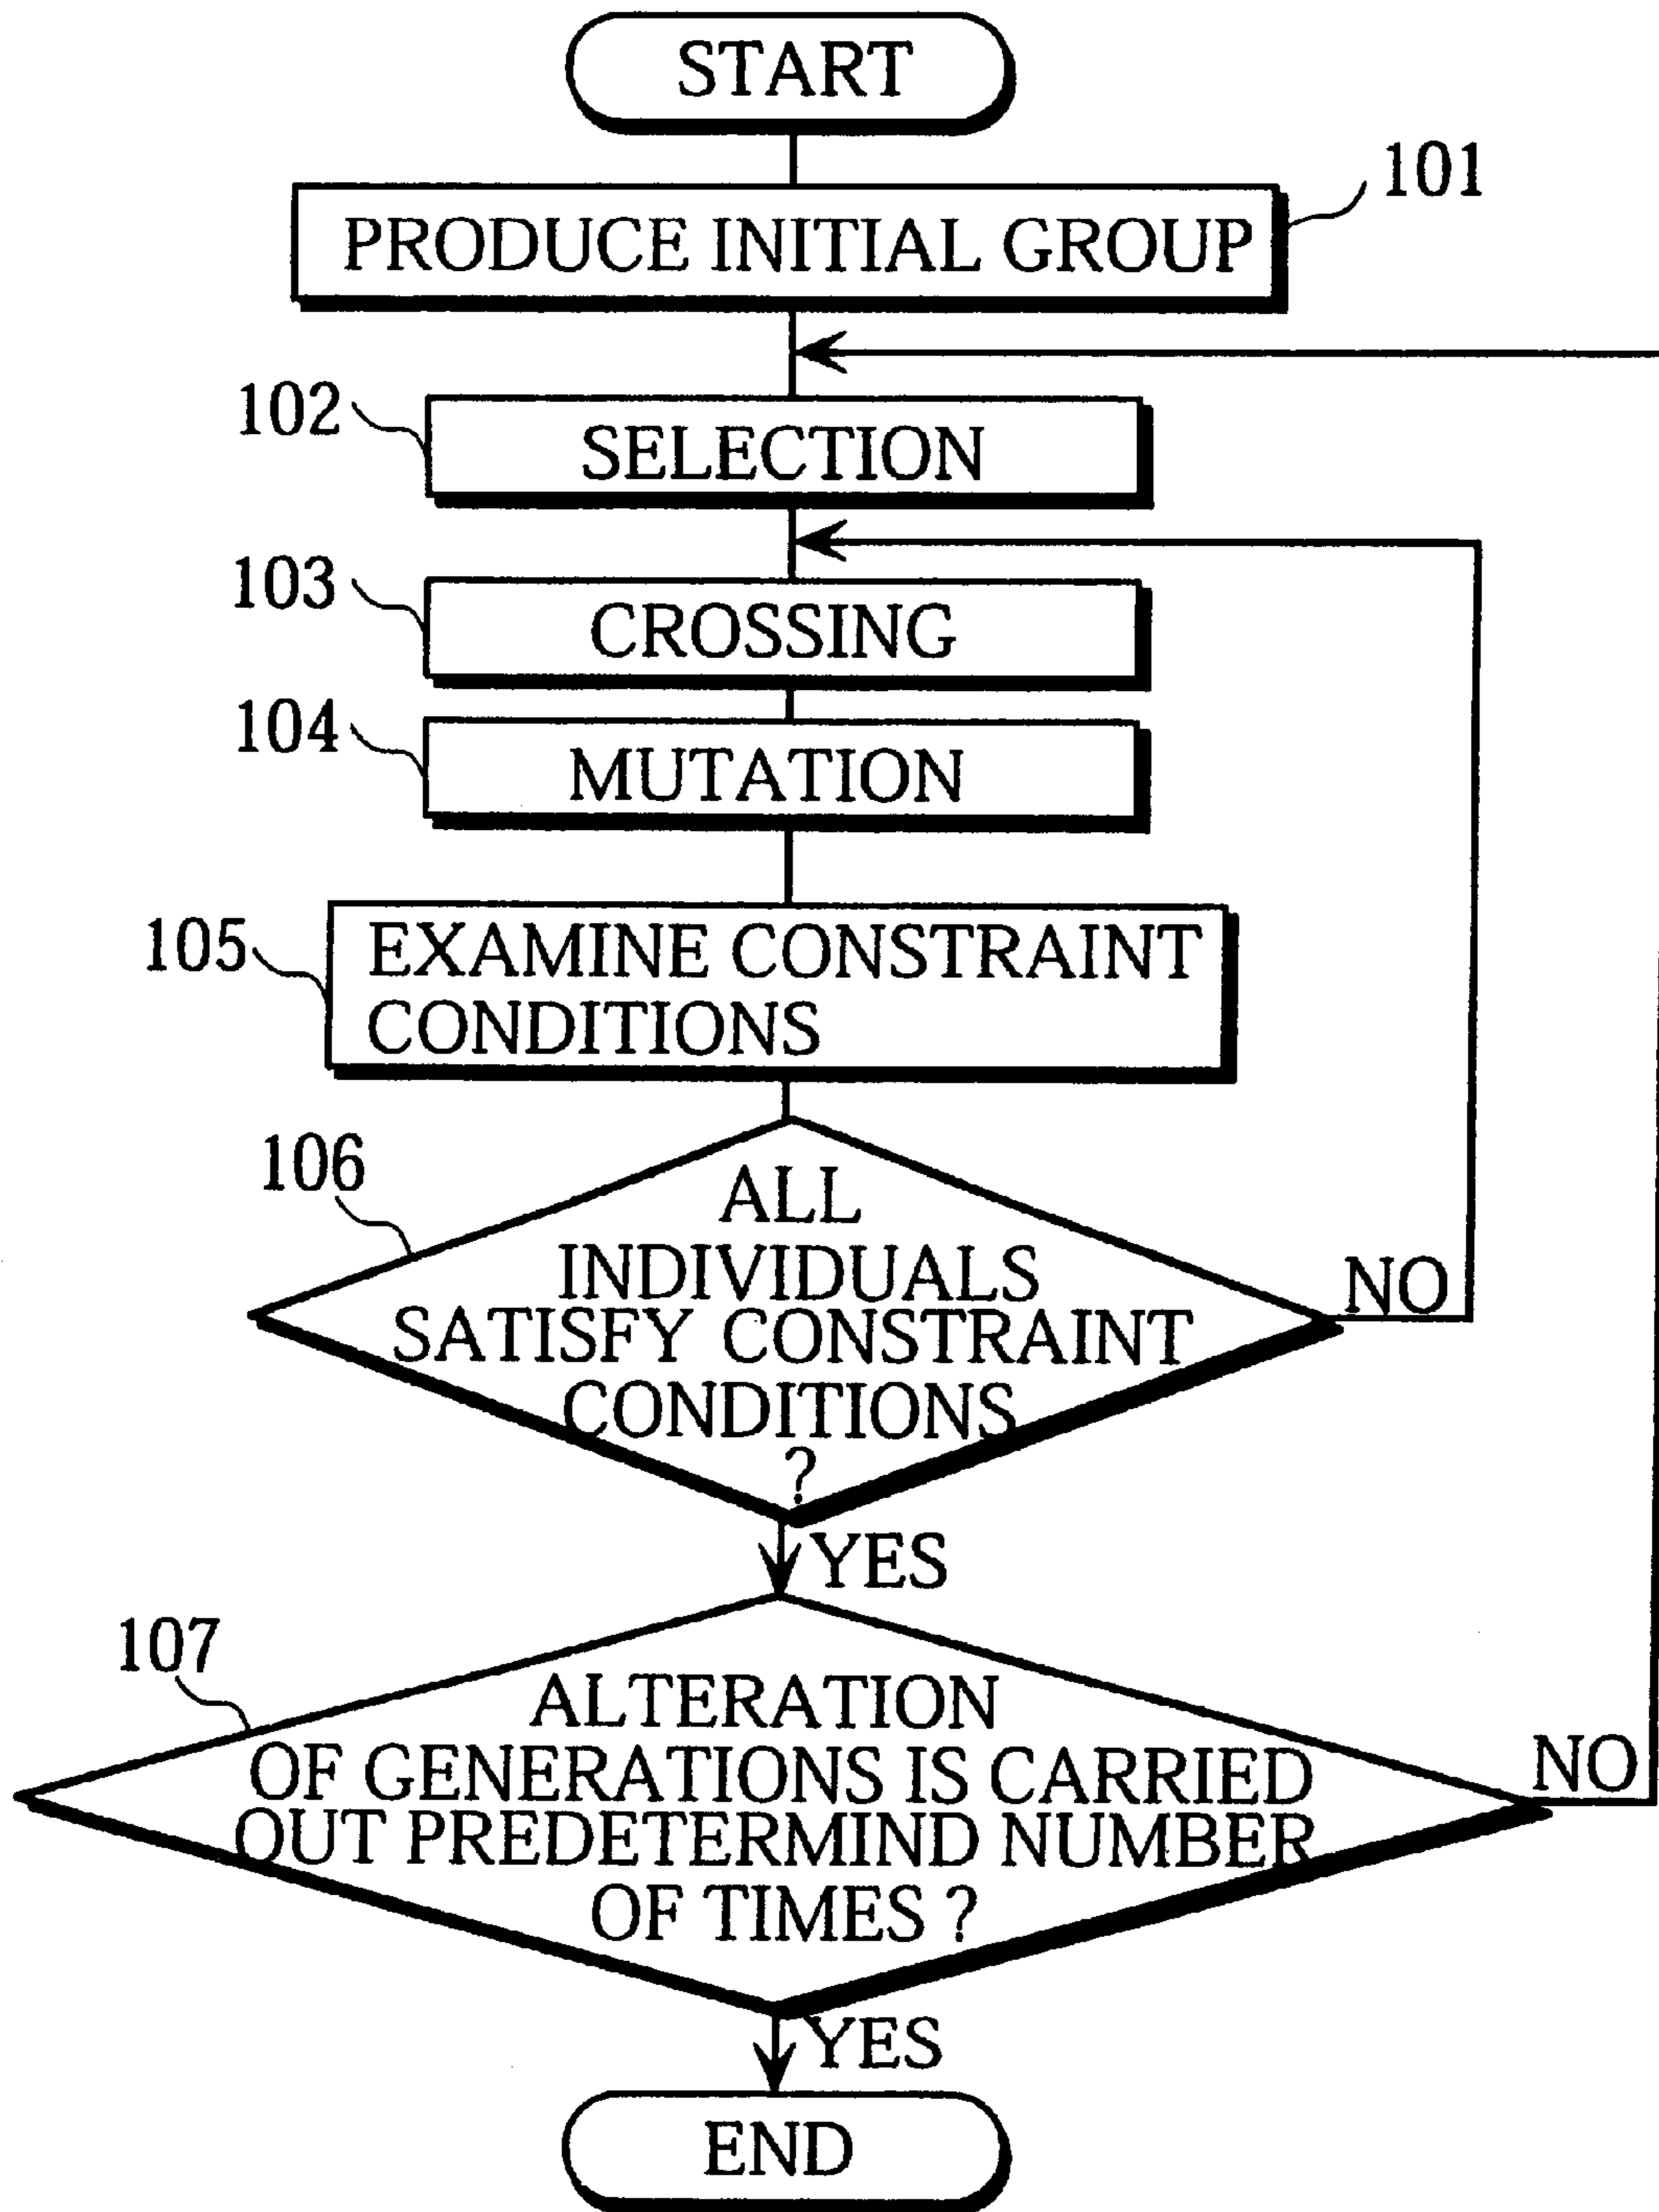 START
101
PRODUCE INITIAL GROUP
102
SELECTION
103
CROSSING
104
MUTATION
105
EXAMINE CONSTRAINT
CONDITIONS
106
ALL
INDIVIDUALS
SATISFY CONSTRAINT
CONDITIONS
?
NO
YES
107
ALTERATION
OF GENERATIONS IS CARRIED
OUT PREDETERMIND NUMBER
OF TIMES ?
NO
YES
END